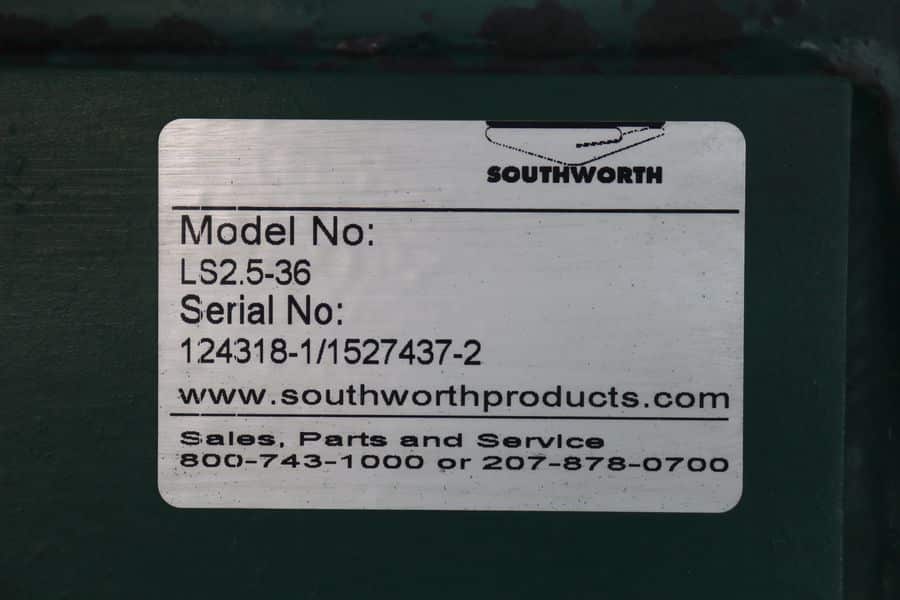 SOUTHWORTH
Model No:
LS2.5-36
Serial No:
124318-1/1527437-2
www.southworthproducts.com
Sales, Parts and Service
800-743-1000 or 207-878-0700